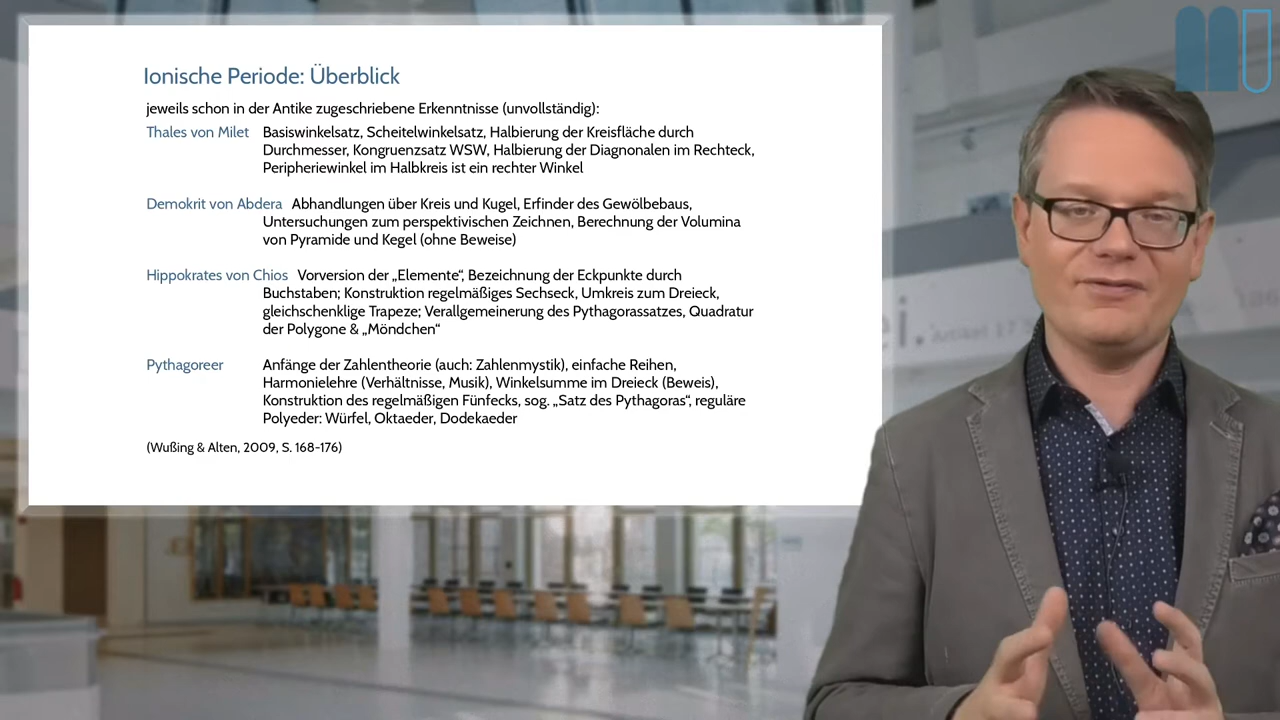 Ionische Periode: Überblick
jeweils schon in der Antike zugeschriebene Erkenntnisse (unvollständig):
Thales von Milet Basiswinkelsatz, Scheitelwinkelsatz, Halbierung der Kreisfläche durch
Durchmesser, Kongruenzsatz WSW, Halbierung der Diagnonalen im Rechteck,
Peripheriewinkel im Halbkreis ist ein rechter Winkel
Demokrit von Abdera Abhandlungen über Kreis und Kugel, Erfinder des Gewölbebaus,
Untersuchungen zum perspektivischen Zeichnen, Berechnung der Volumina
von Pyramide und Kegel (ohne Beweise)
Hippokrates von Chios Vorversion der „Elemente“, Bezeichnung der Eckpunkte durch
Buchstaben; Konstruktion regelmäßiges Sechseck, Umkreis zum Dreieck,
gleichschenklige Trapeze; Verallgemeinerung des Pythagorassatzes, Quadratur
der Polygone & „Möndchen“
Pythagoreer Anfänge der Zahlentheorie (auch: Zahlenmystik), einfache Reihen,
Harmonielehre (Verhältnisse, Musik), Winkelsumme im Dreieck (Beweis),
Konstruktion des regelmäßigen Fünfecks, sog. „Satz des Pythagoras“, reguläre
Polyeder: Würfel, Oktaeder, Dodekaeder
(Wußing & Alten, 2009, S. 168-176)
ei. Artikel 17